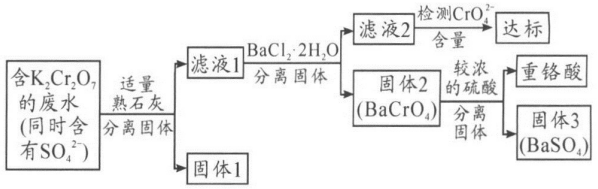 含K₂Cr₂O₇
的废水
(同时含
有SO₄²⁻)
适量
熟石灰
分离固体
滤液1
固体1
BaCl₂·2H₂O
分离固体
滤液2
固体2
(BaCrO₄)
检测CrO₄²⁻
含量
达标
较浓
的硫酸
分离
固体
重铬酸
固体3
(BaSO₄)